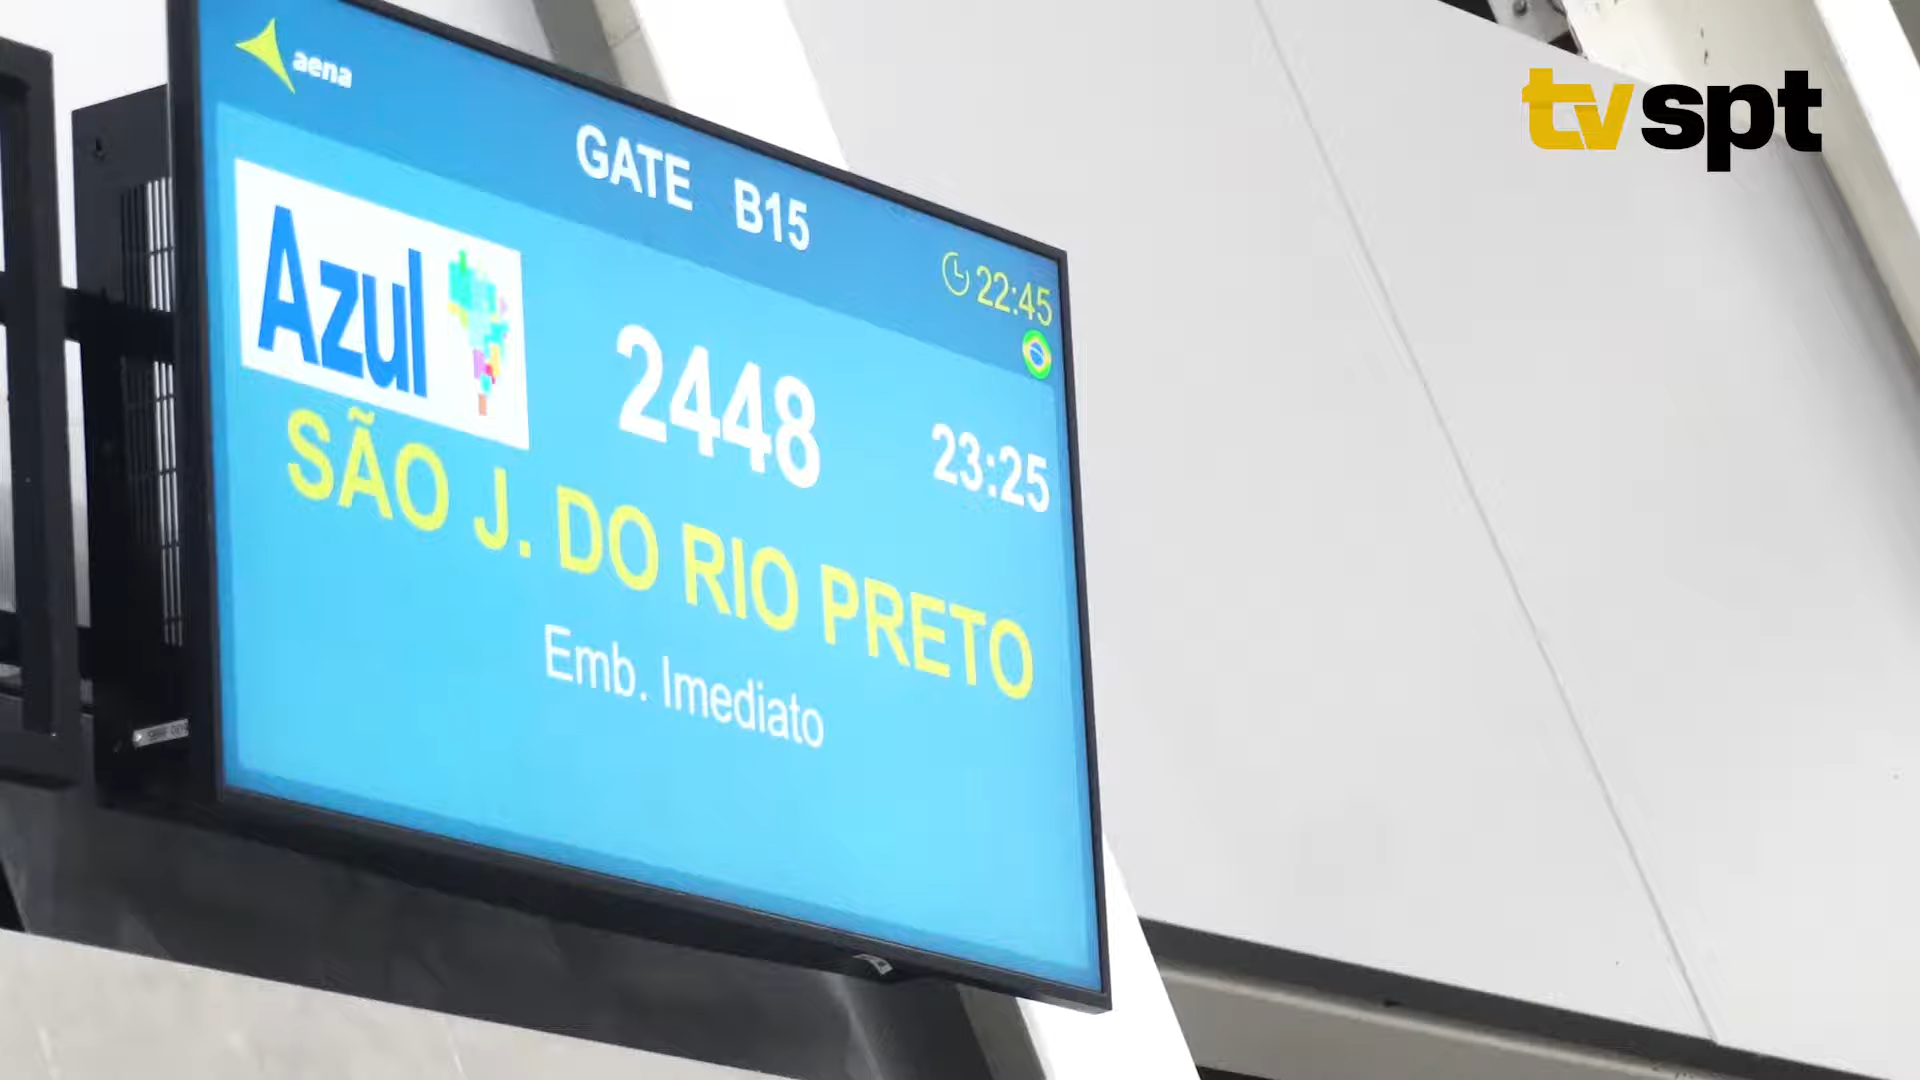 aena
tvspt
GATE B15
22:45
Azul
2448
23:25
SÃO J. DO RIO PRETO
Emb. Imediato